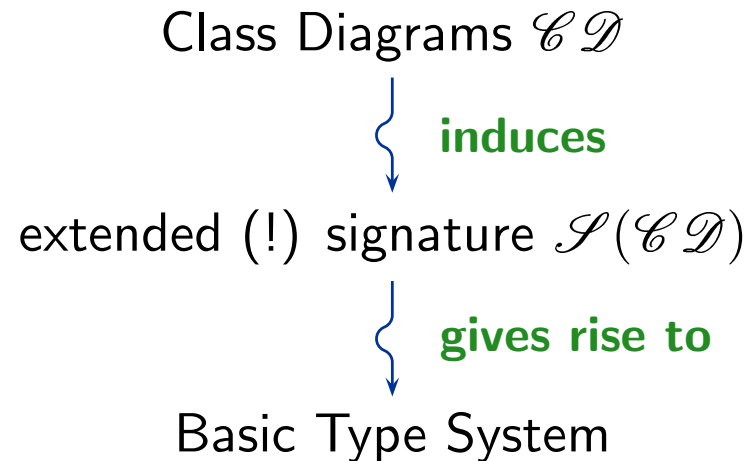 Class Diagrams 𝒞𝒟
induces
extended (!) signature 𝒮(𝒞𝒟)
gives rise to
Basic Type System